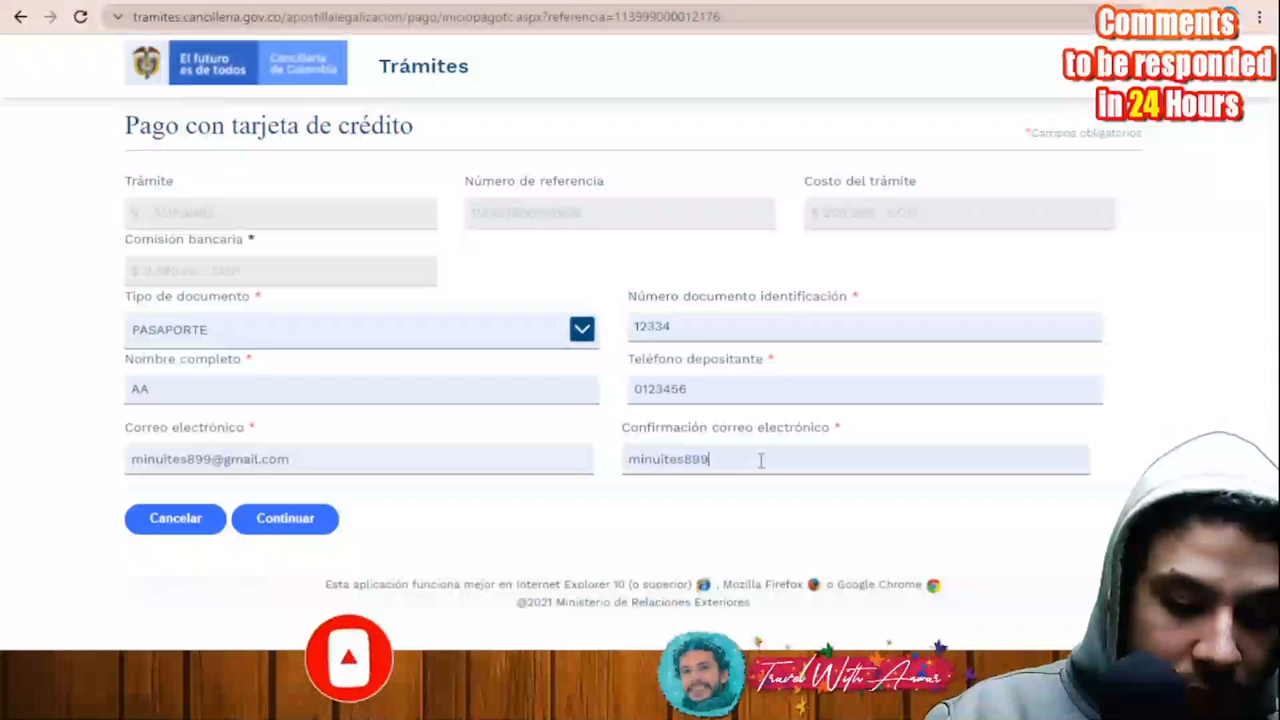 tramites.cancilleria.gov.co/apostillalegalizacion/pago/iniciopagotc.aspx?referencia=113999000012176
Comments
to be responded
in 24 Hours
El futuro
es de todos
Cancillería
de Colombia
Trámites
Pago con tarjeta de crédito
*Campos obligatorios
Trámite
Número de referencia
Costo del trámite
Comisión bancaria *
Tipo de documento *
Número documento identificación *
PASAPORTE
12334
Nombre completo *
Teléfono depositante *
AA
0123456
Correo electrónico *
Confirmación correo electrónico *
minuites899@gmail.com
minuites899
Cancelar
Continuar
Esta aplicación funciona mejor en Internet Explorer 10 (o superior) , Mozilla Firefox o Google Chrome
@2021 Ministerio de Relaciones Exteriores
Travel With Anwar